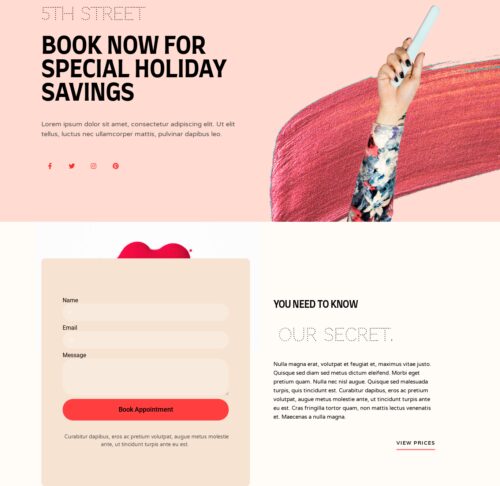 5TH STREET
BOOK NOW FOR
SPECIAL HOLIDAY
SAVINGS
Lorem ipsum dolor sit amet, consectetur adipiscing elit. Ut elit
tellus, luctus nec ullamcorper mattis, pulvinar dapibus leo.
YOU NEED TO KNOW
OUR SECRET.
Nulla magna erat, volutpat et feugiat et, maximus vitae justo.
Quisque sed diam sed metus dictum eleifend. Morbi eget
pretium quam. Nulla nec nisl augue. Quisque sed malesuada
turpis, quis tincidunt est. Curabitur dapibus, eros ac pretium
volutpat, augue metus molestie ante, ut tincidunt turpis ante
eu est. Cras fringilla tortor quam, non mattis lectus venenatis
et. Maecenas a nulla magna.
VIEW PRICES
Name
Email
Message
Book Appointment
Curabitur dapibus, eros ac pretium volutpat, augue metus molestie
ante, ut tincidunt turpis ante eu est.